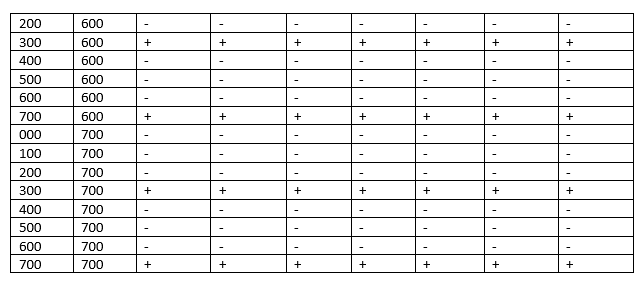 200 600 - - - - - - -
300 600 + + + + + + +
400 600 - - - - - - -
500 600 - - - - - - -
600 600 - - - - - - -
700 600 + + + + + + +
000 700 - - - - - - -
100 700 - - - - - - -
200 700 - - - - - - -
300 700 + + + + + + +
400 700 - - - - - - -
500 700 - - - - - - -
600 700 - - - - - - -
700 700 + + + + + + +